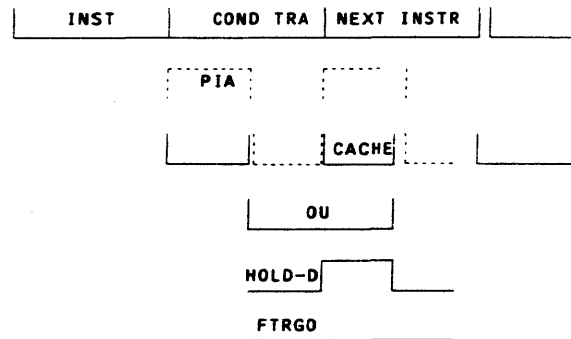 INST COND TRA NEXT INSTR
PIA
CACHE
OU
HOLD-D
FTRGO